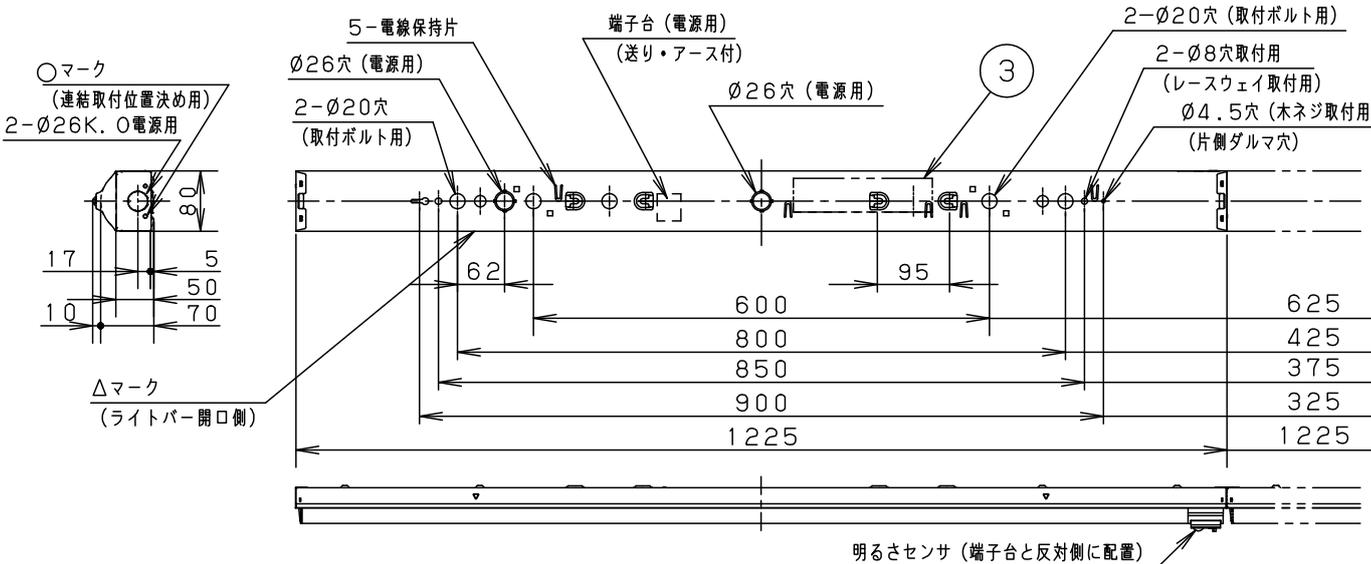 5-電線保持片
端子台(電源用)
(送り・アース付)
2-Ø20穴(取付ボルト用)
○マーク
(連結取付位置決め用)
2-Ø26K.O電源用
Ø26穴(電源用)
2-Ø20穴
(取付ボルト用)
Ø26穴(電源用)
3
2-Ø8穴取付用
(レースウェイ取付用)
Ø4.5穴(木ネジ取付用
(片側ダルマ穴)
80
17
5
50
10
70
62
95
600
625
800
425
850
375
900
325
1225
1225
△マーク
(ライトバー開口側)
明るさセンサ(端子台と反対側に配置)